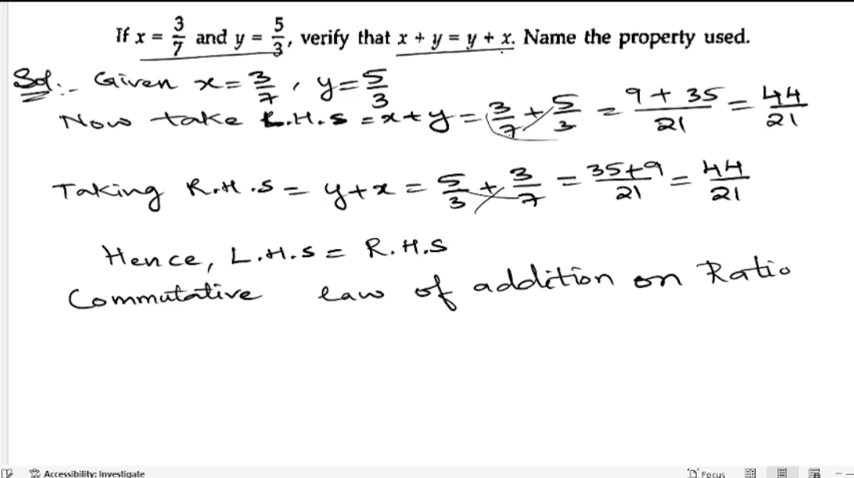 If x = 3/7 and y = 5/3, verify that x + y = y + x. Name the property used.
Sol:- Given x = 3/7, y = 5/3
Now take L.H.S = x + y = 3/7 + 5/3 = 9 + 35/21 = 44/21
Taking R.H.S = y + x = 5/3 + 3/7 = 35+9/21 = 44/21
Hence, L.H.S = R.H.S
Commutative law of addition on Ratio
Accessibility: Investigate Focus